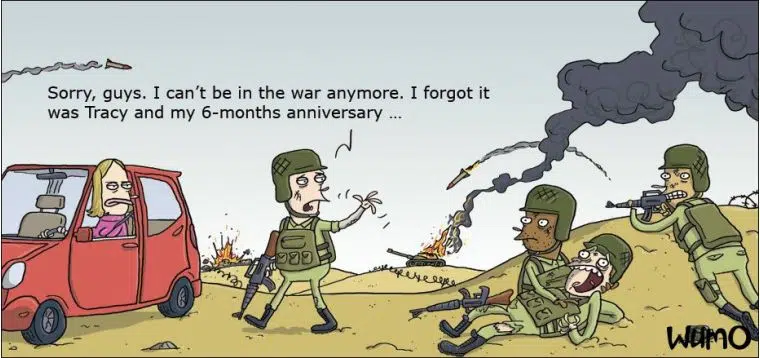 Sorry, guys. I can't be in the war anymore. I forgot it
was Tracy and my 6-months anniversary ...
WUMO